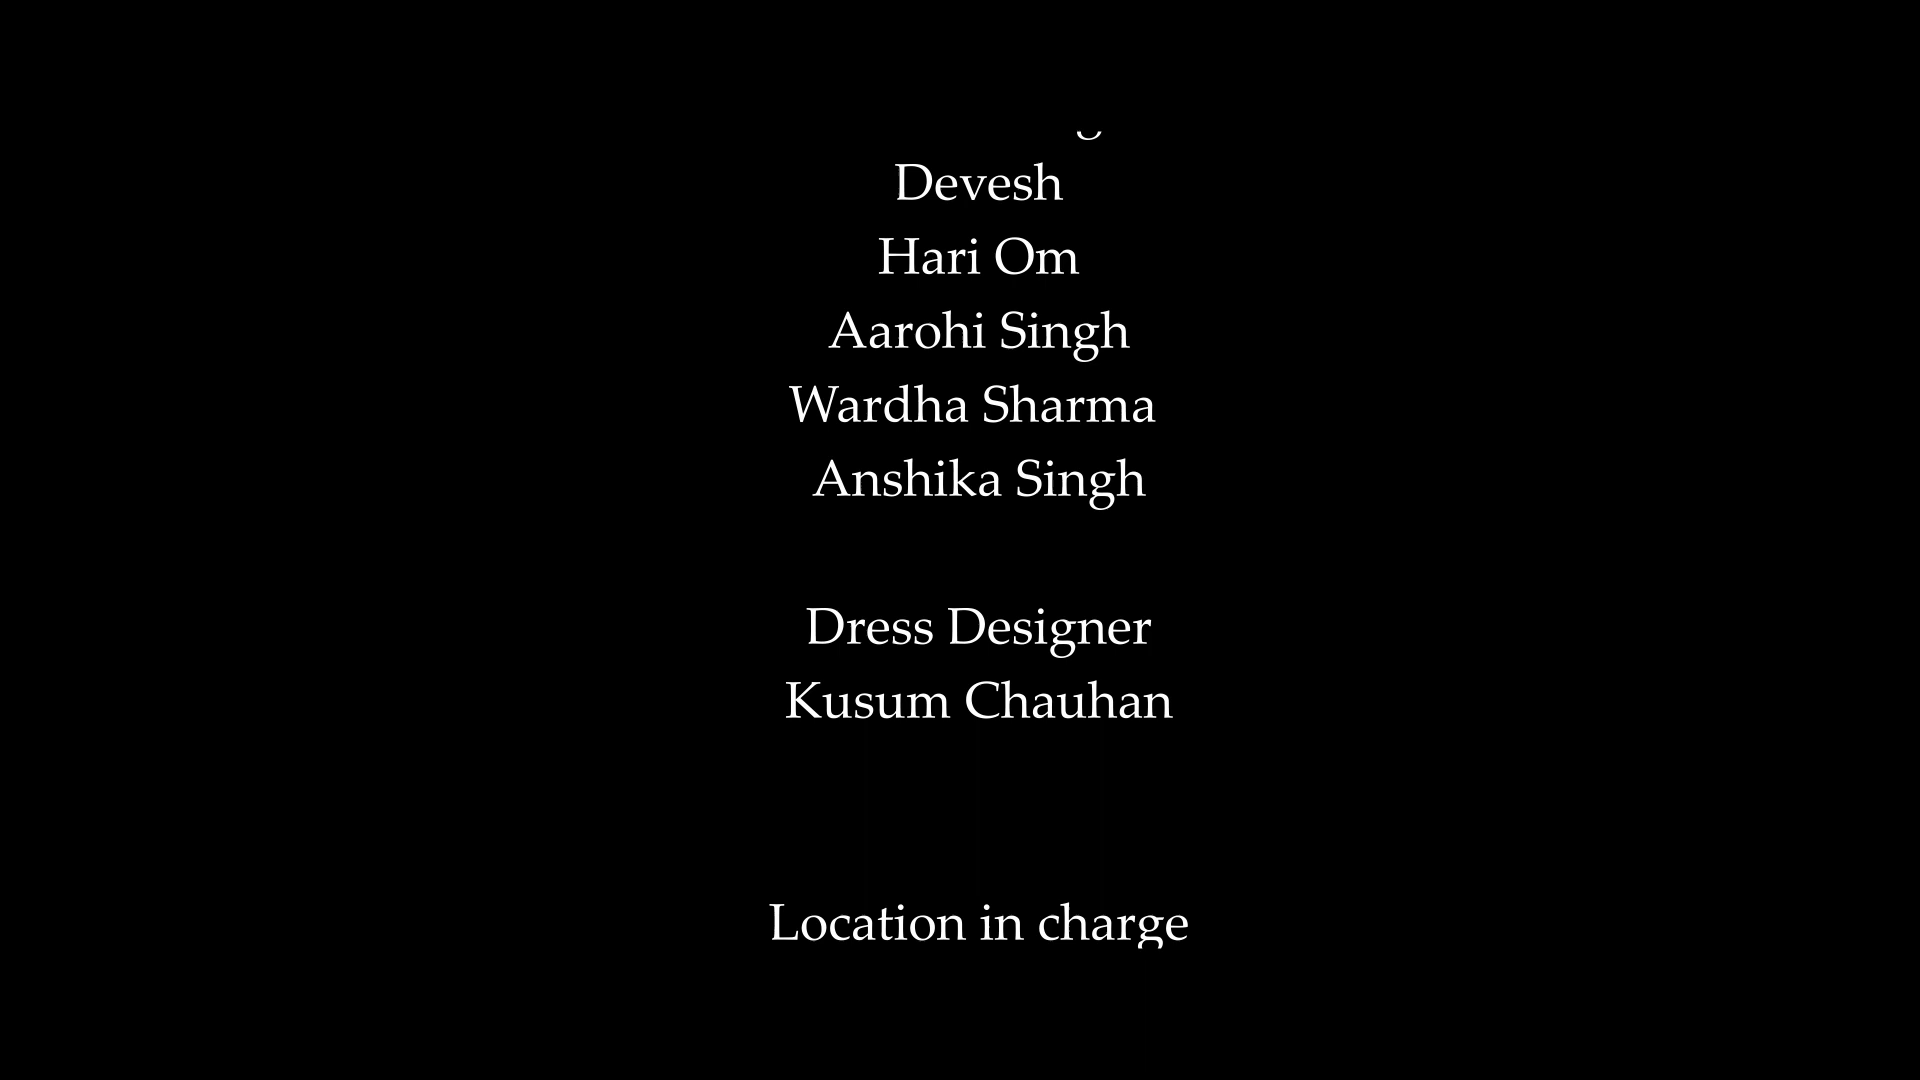 Devesh
Hari Om
Aarohi Singh
Wardha Sharma
Anshika Singh
Dress Designer
Kusum Chauhan
Location in charge